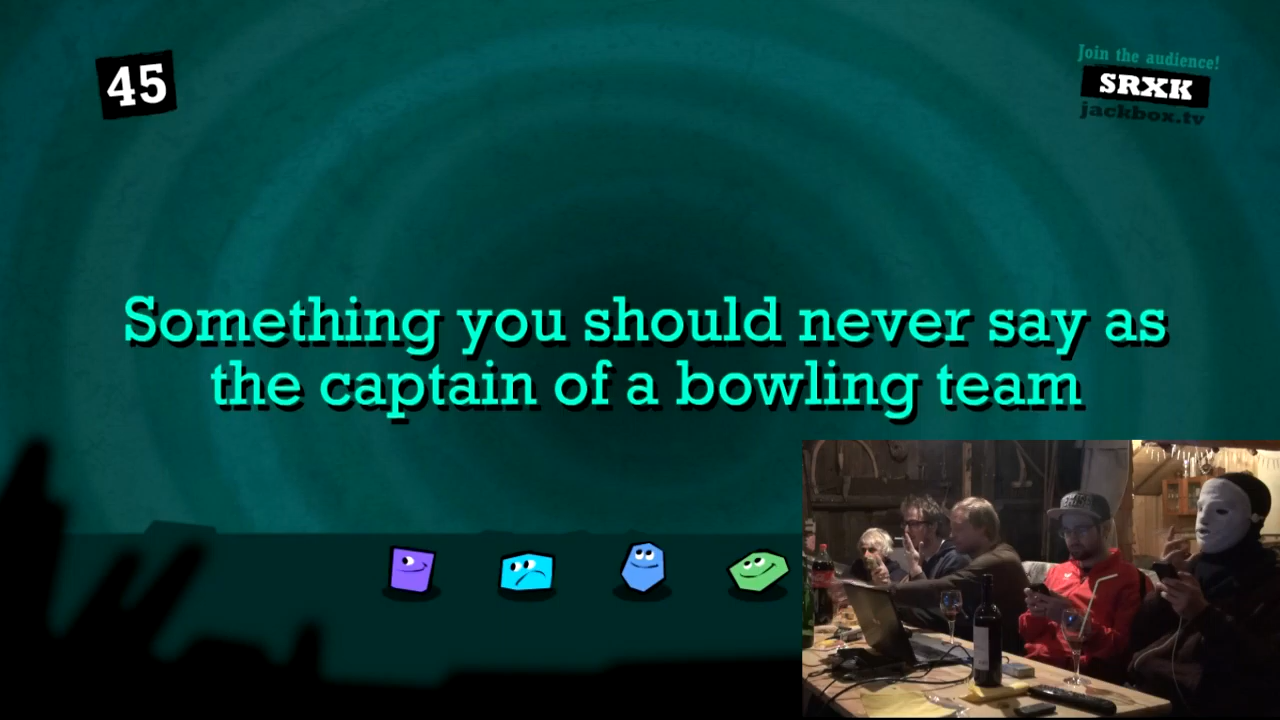 45
Join the audience!
SRXK
jackbox.tv
Something you should never say as
the captain of a bowling team